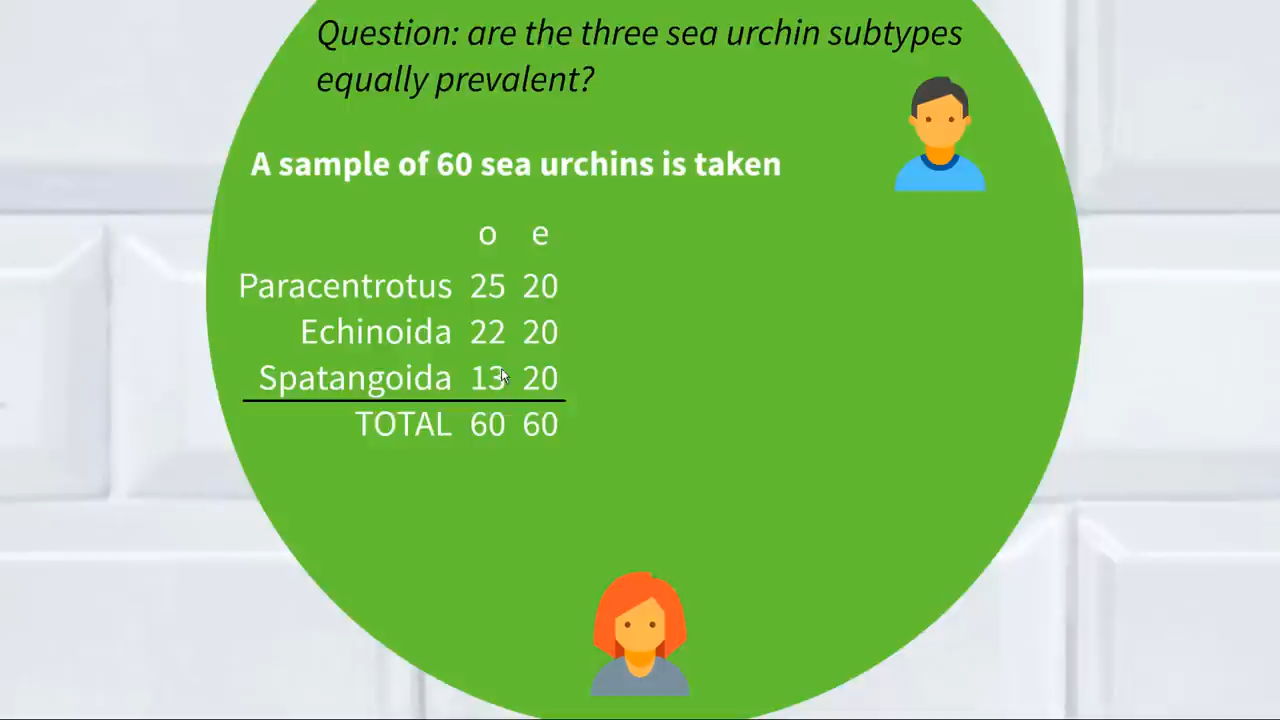 Question: are the three sea urchin subtypes
equally prevalent?
A sample of 60 sea urchins is taken
o e
Paracentrotus 25 20
Echinoida 22 20
Spatangoida 13 20
TOTAL 60 60